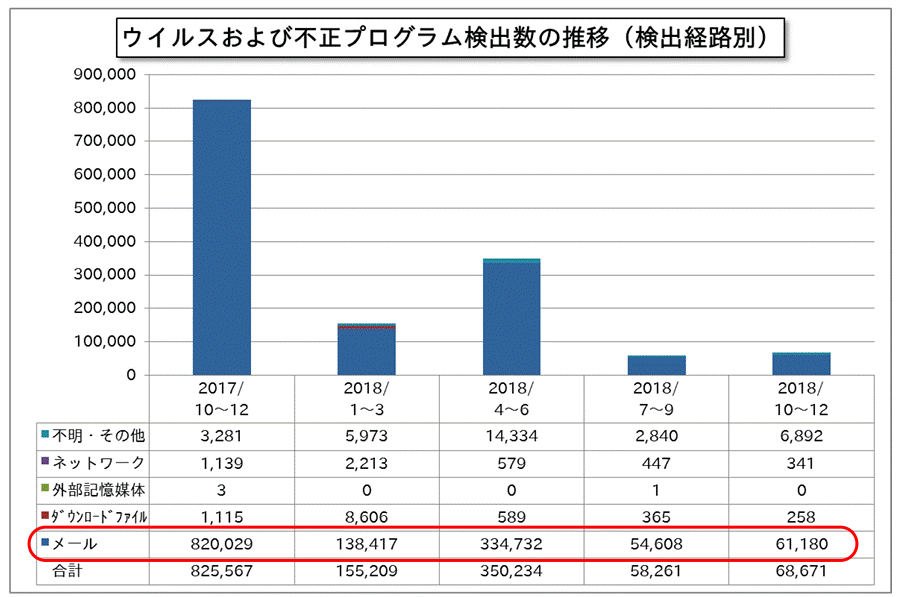 ウイルスおよび不正プログラム検出数の推移（検出経路別）
900,000
800,000
700,000
600,000
500,000
400,000
300,000
200,000
100,000
0
2017/
10～12
2018/
1～3
2018/
4～6
2018/
7～9
2018/
10～12
不明・その他 3,281 5,973 14,334 2,840 6,892
ネットワーク 1,139 2,213 579 447 341
外部記憶媒体 3 0 0 1 0
ﾀﾞｳﾝﾛｰﾄﾞﾌｧｲﾙ 1,115 8,606 589 365 258
メール 820,029 138,417 334,732 54,608 61,180
合計 825,567 155,209 350,234 58,261 68,671